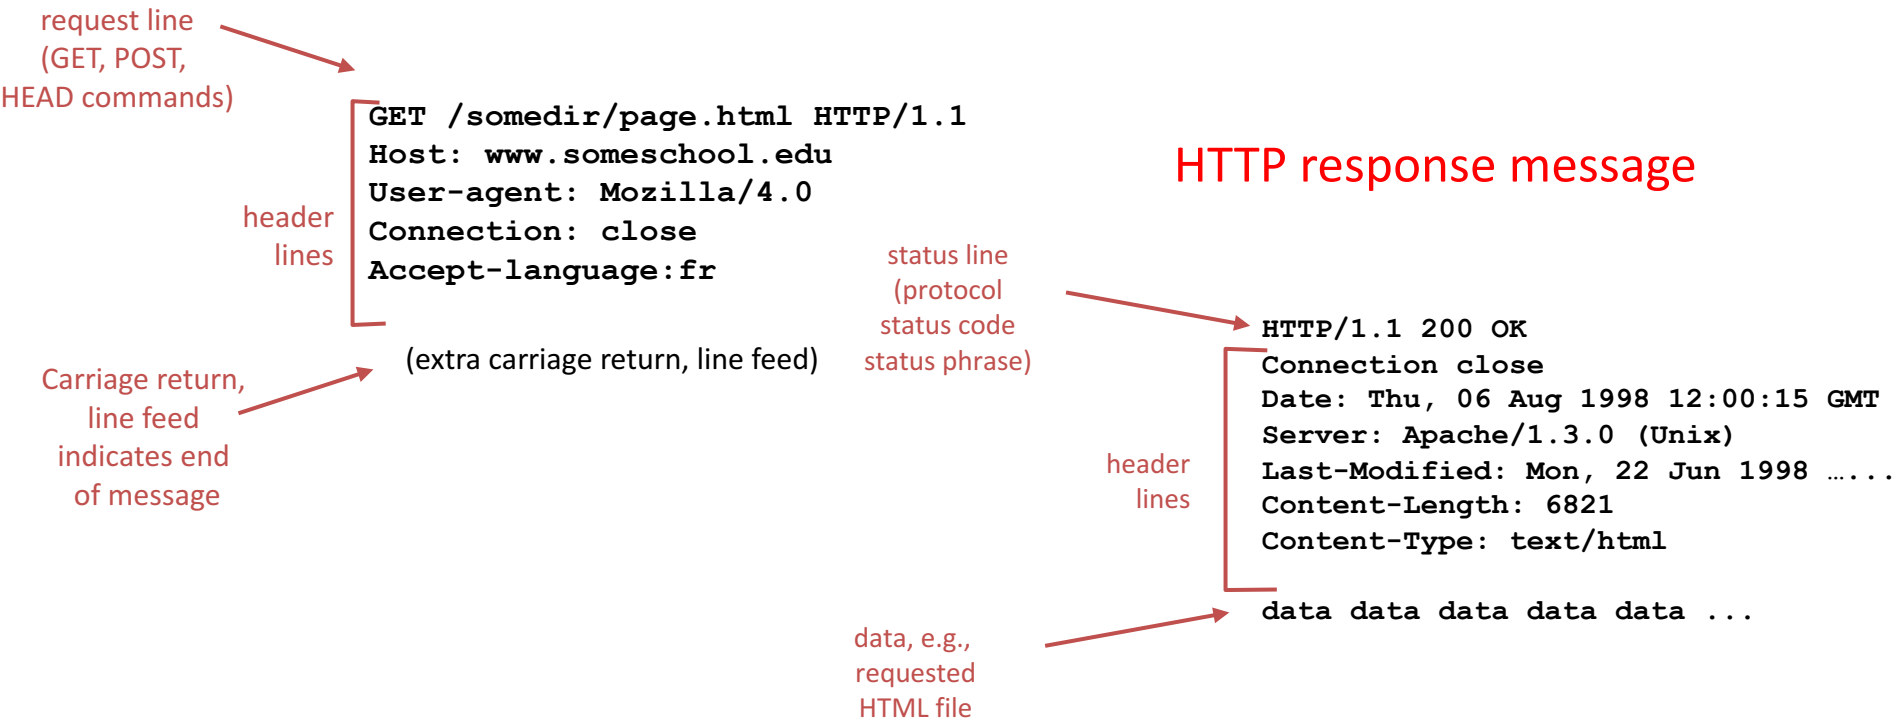 request line
(GET, POST,
HEAD commands)
GET /somedir/page.html HTTP/1.1
Host: www.someschool.edu
User-agent: Mozilla/4.0
Connection: close
Accept-language:fr
header
lines
(extra carriage return, line feed)
Carriage return,
line feed
indicates end
of message
HTTP response message
status line
(protocol
status code
status phrase)
HTTP/1.1 200 OK
Connection close
Date: Thu, 06 Aug 1998 12:00:15 GMT
Server: Apache/1.3.0 (Unix)
Last-Modified: Mon, 22 Jun 1998 …...
Content-Length: 6821
Content-Type: text/html
header
lines
data data data data data ...
data, e.g.,
requested
HTML file